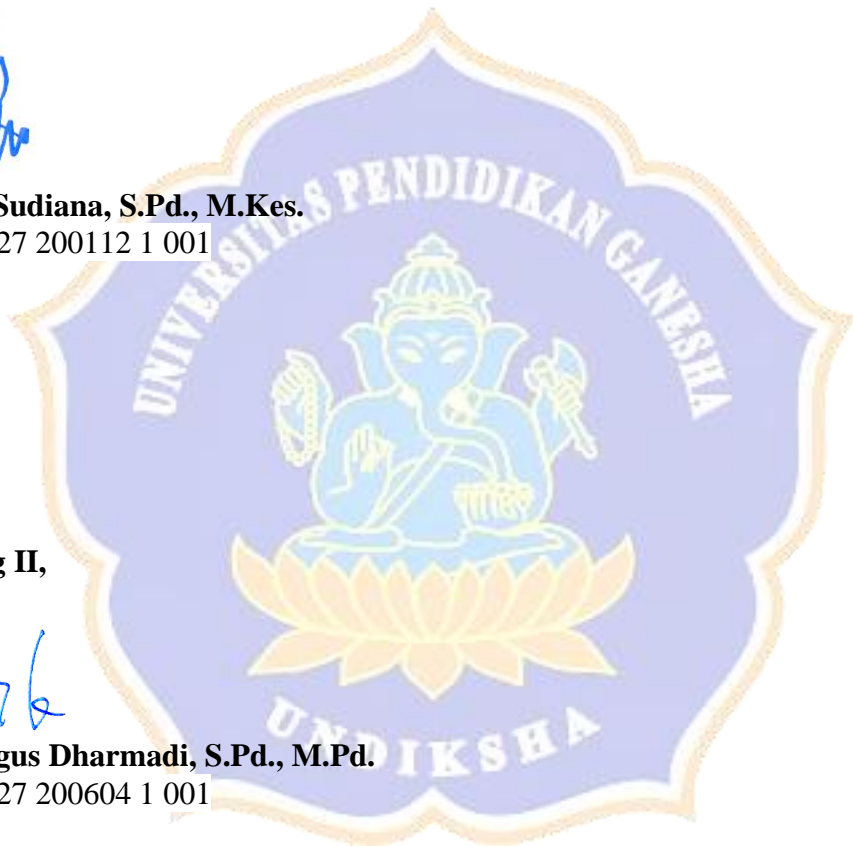 Sudiana, S.Pd., M.Kes.
27 200112 1 001
UNIVERSITAS PENDIDIKAN GANESHA
g II,
gus Dharmadi, S.Pd., M.Pd.
27 200604 1 001
UNDIKSHA